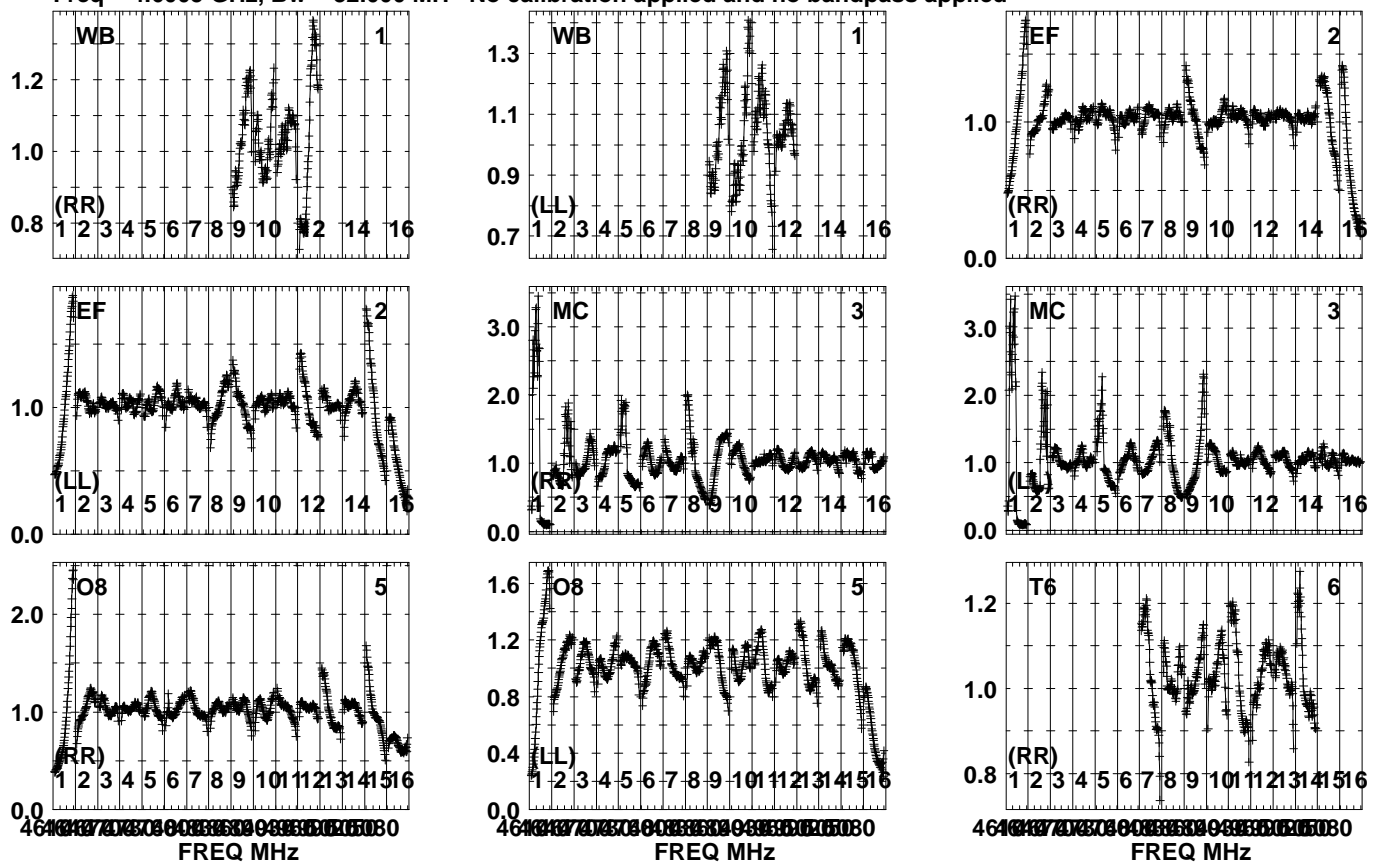 No calibration applied and no bandpass applied
WB 1
1.2
1.0
0.8
(RR)
1 2 3 4 5 6 7 8 9 10 12 14 16
WB 1
1.3
1.1
0.9
0.7
(LL)
1 2 3 4 5 6 7 8 9 10 12 14 16
EF 2
1.0
0.0
(RR)
1 2 3 4 5 6 7 8 9 10 12 14 16
EF 2
1.0
0.0
(LL)
1 2 3 4 5 6 7 8 9 10 12 14 16
MC 3
3.0
2.0
1.0
0.0
(RR)
1 2 3 4 5 6 7 8 9 10 12 14 16
MC 3
3.0
2.0
1.0
0.0
(LL)
1 2 3 4 5 6 7 8 9 10 12 14 16
O8 5
2.0
1.0
0.0
(RR)
1 2 3 4 5 6 7 8 9 10 11 12 13 14 15 16
FREQ MHz
O8 5
1.6
1.2
0.8
0.4
0.0
(LL)
1 2 3 4 5 6 7 8 9 10 11 12 13 14 15 16
FREQ MHz
T6 6
1.2
1.0
0.8
(RR)
1 2 3 4 5 6 7 8 9 10 11 12 13 14 15 16
FREQ MHz